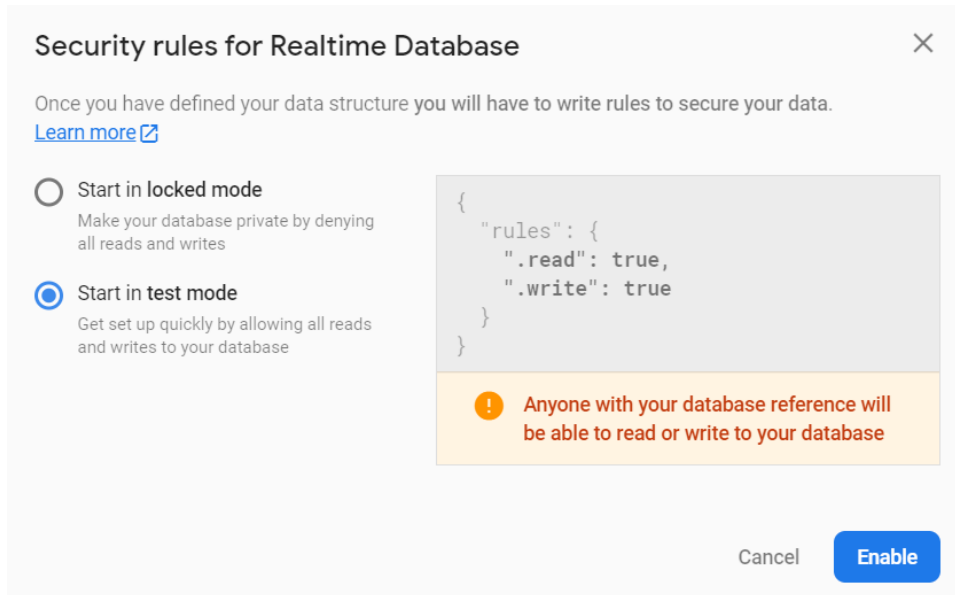 Security rules for Realtime Database
Once you have defined your data structure you will have to write rules to secure your data.
Learn more
Start in locked mode
Make your database private by denying
all reads and writes
Start in test mode
Get set up quickly by allowing all reads
and writes to your database
{
"rules": {
".read": true,
".write": true
}
}
Anyone with your database reference will
be able to read or write to your database
Cancel
Enable